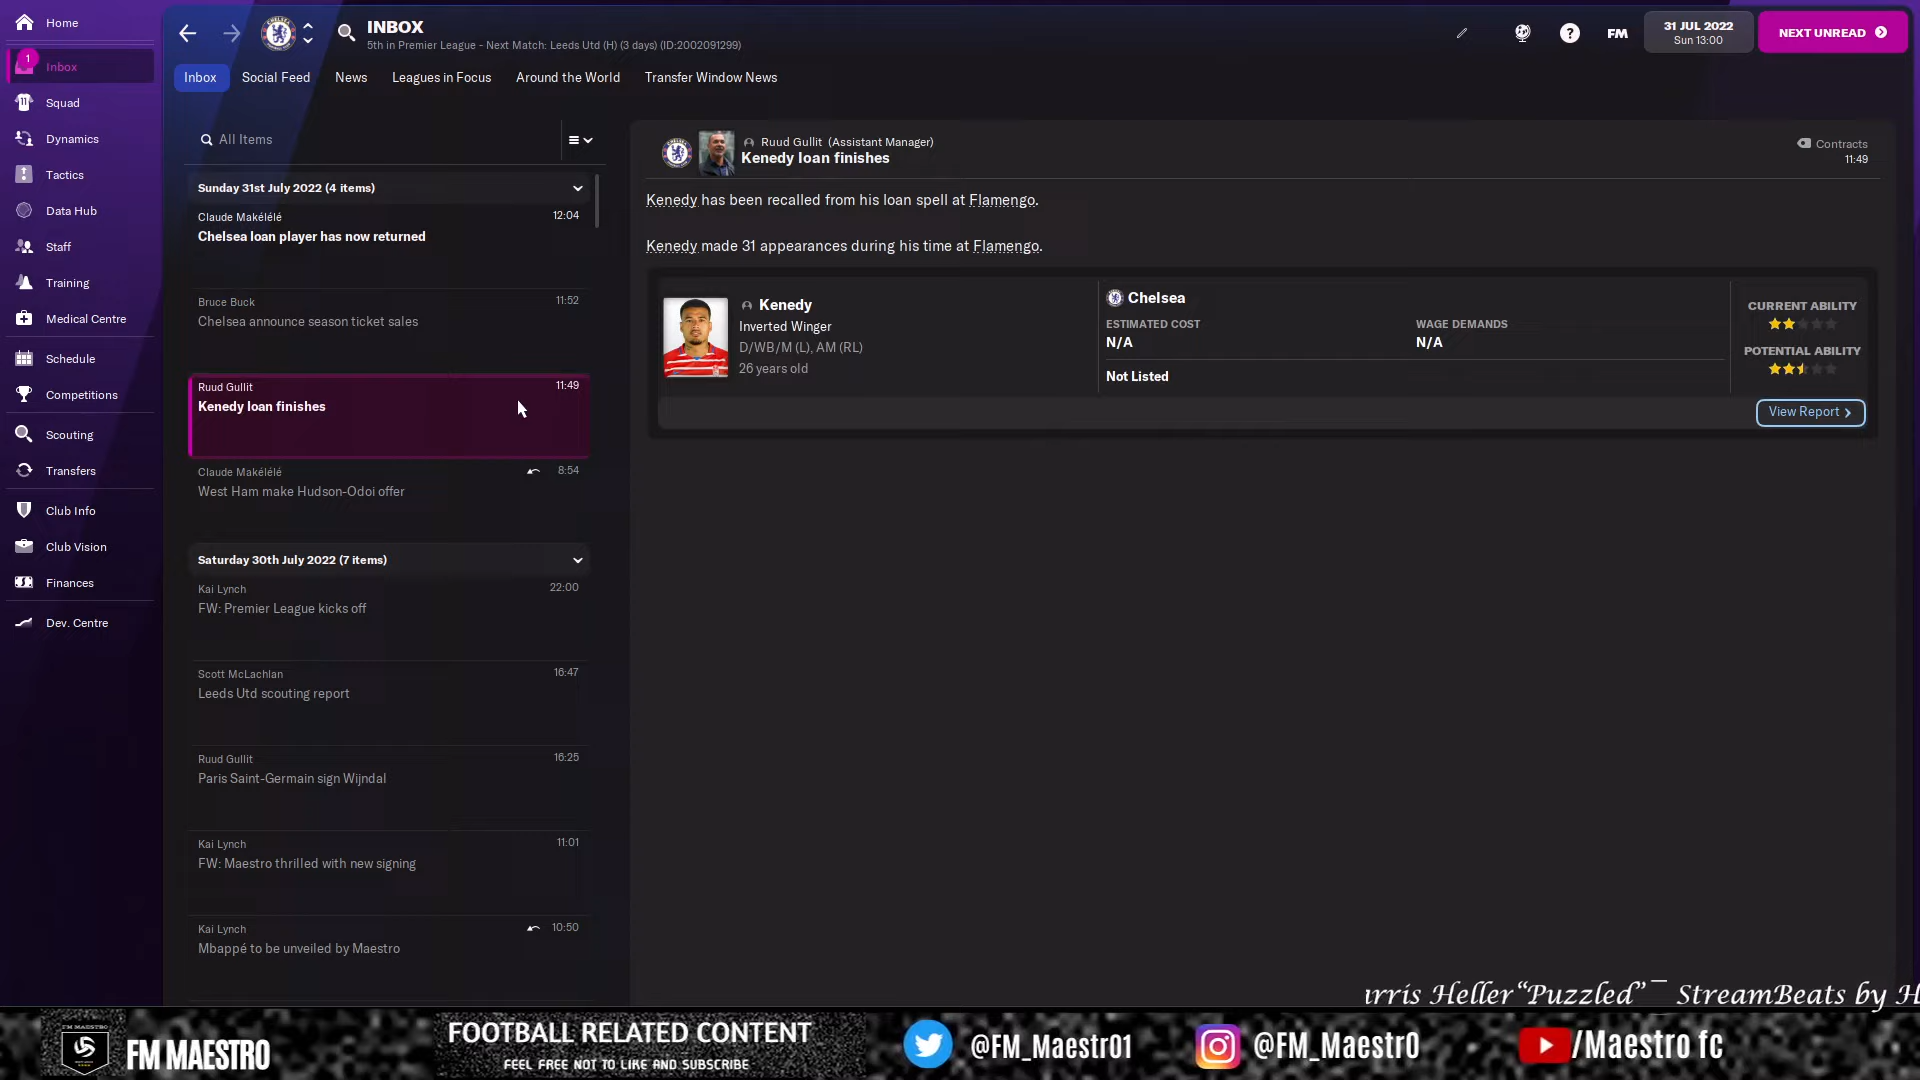 Home
1
Inbox
Squad
Dynamics
Tactics
Data Hub
Staff
Training
Medical Centre
Schedule
Competitions
Scouting
Transfers
Club Info
Club Vision
Finances
Dev. Centre
INBOX
5th in Premier League - Next Match: Leeds Utd (H) (3 days) (ID:2002091299)
?
FM
31 JUL 2022
Sun 13:00
NEXT UNREAD
Inbox Social Feed News Leagues in Focus Around the World Transfer Window News
All Items
Sunday 31st July 2022 (4 items)
Claude Makélélé 12:04
Chelsea loan player has now returned
Bruce Buck 11:52
Chelsea announce season ticket sales
Ruud Gullit 11:49
Kenedy loan finishes
Claude Makélélé 8:54
West Ham make Hudson-Odoi offer
Saturday 30th July 2022 (7 items)
Kai Lynch 22:00
FW: Premier League kicks off
Scott McLachlan 16:47
Leeds Utd scouting report
Ruud Gullit 16:25
Paris Saint-Germain sign Wijndal
Kai Lynch 11:01
FW: Maestro thrilled with new signing
Kai Lynch 10:50
Mbappé to be unveiled by Maestro
Ruud Gullit (Assistant Manager)
Kenedy loan finishes
Contracts
11:49
Kenedy has been recalled from his loan spell at Flamengo.
Kenedy made 31 appearances during his time at Flamengo.
Kenedy
Inverted Winger
D/WB/M (L), AM (RL)
26 years old
Chelsea
ESTIMATED COST
N/A
WAGE DEMANDS
N/A
Not Listed
CURRENT ABILITY
POTENTIAL ABILITY
View Report
Heller "Puzzled" — StreamBeats by H
FM MAESTRO
FM MAESTRO
FOOTBALL RELATED CONTENT
FEEL FREE NOT TO LIKE AND SUBSCRIBE
@FM_Maestr01
@FM_Maestr0
/Maestro fc